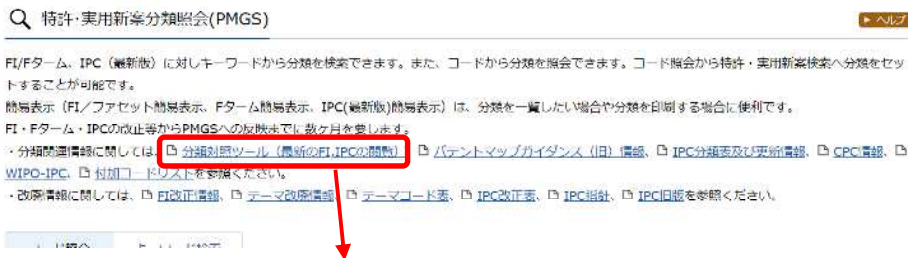 特許・実用新案分類照会(PMGS)
ヘルプ
FI/Fターム、IPC（最新版）に対しキーワードから分類を検索できます。また、コードから分類を照会できます。コード照会から特許・実用新案検索へ分類をセッ
トすることが可能です。
簡易表示（FI／ファセット簡易表示、Fターム簡易表示、IPC(最新版)簡易表示）は、分類を一覧したい場合や分類を印刷する場合に便利です。
FI・Fターム・IPCの改正等からPMGSへの反映までに数ヶ月を要します。
・分類関連情報に関しては、分類対照ツール（最新のFI,IPCの閲覧）、パテントマップガイダンス（旧）情報、IPC分類表及び更新情報、CPC情報、
WIPO-IPC、付加コードリストを参照ください。
・改廃情報に関しては、FI改正情報、テーマ改廃情報、テーマコード表、IPC改正表、IPC指針、IPC旧版を参照ください。